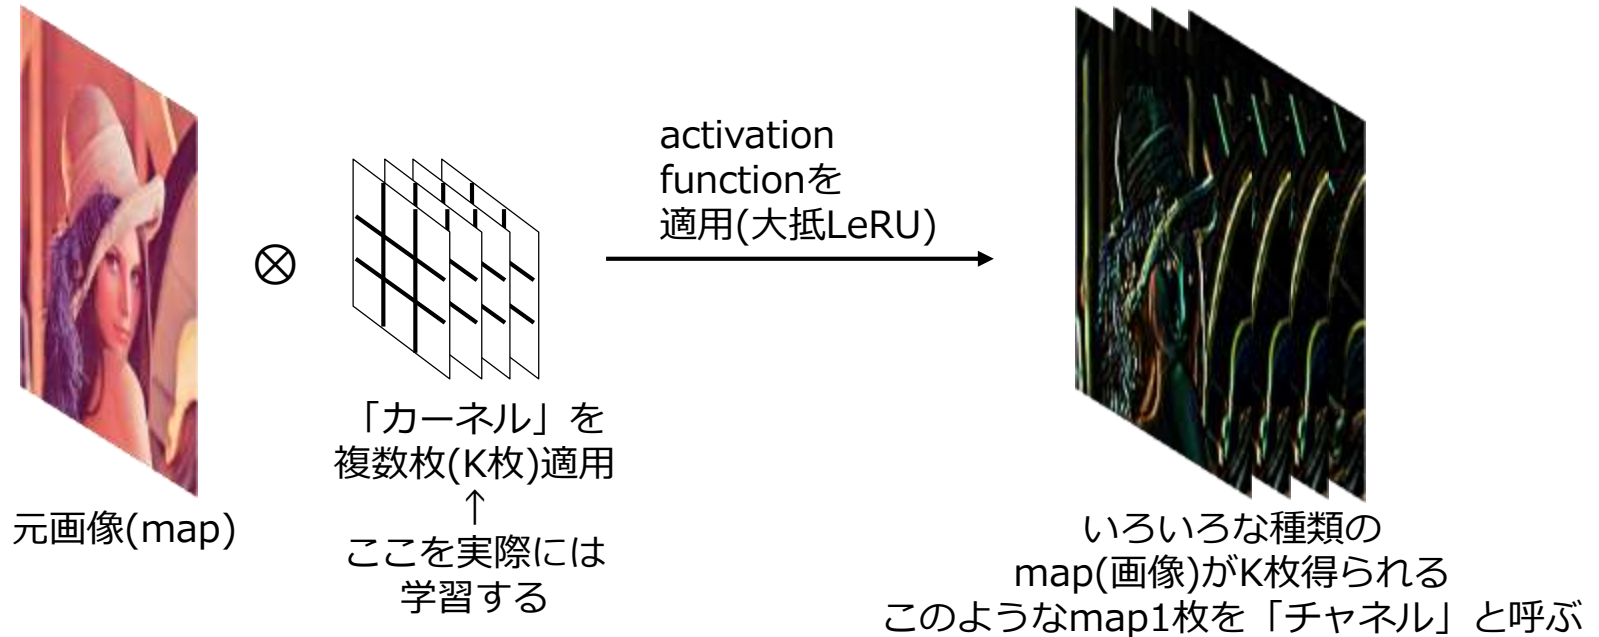 activation
functionを
適用(大抵LeRU)
⊗
「カーネル」を
複数枚(K枚)適用
↑
ここを実際には
学習する
元画像(map)
いろいろな種類の
map(画像)がK枚得られる
このようなmap1枚を「チャネル」と呼ぶ